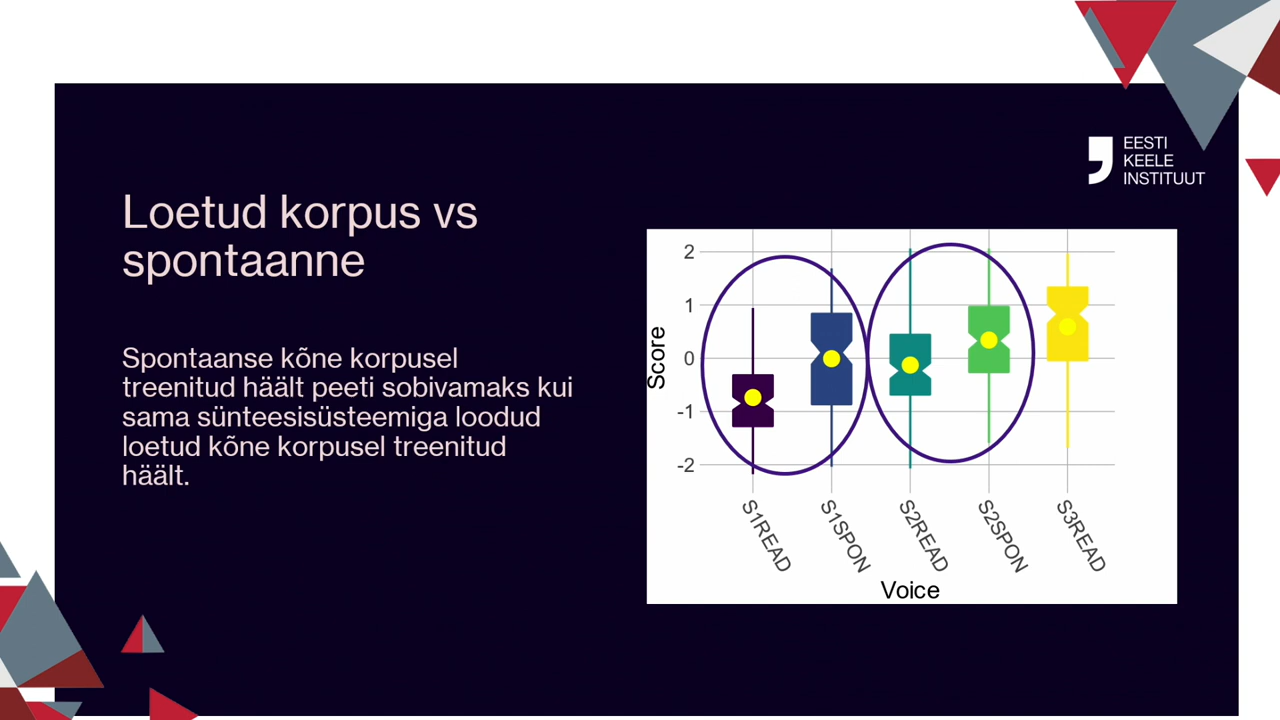 EESTI
KEELE
INSTITUUT
Loetud korpus vs
spontaanne
Spontaanse kõne korpusel
treenitud häält peeti sobivamaks kui
sama sünteesisüsteemiga loodud
loetud kõne korpusel treenitud
häält.
Score
2
1
0
-1
-2
S1READ
S1SPON
S2READ
S2SPON
S3READ
Voice